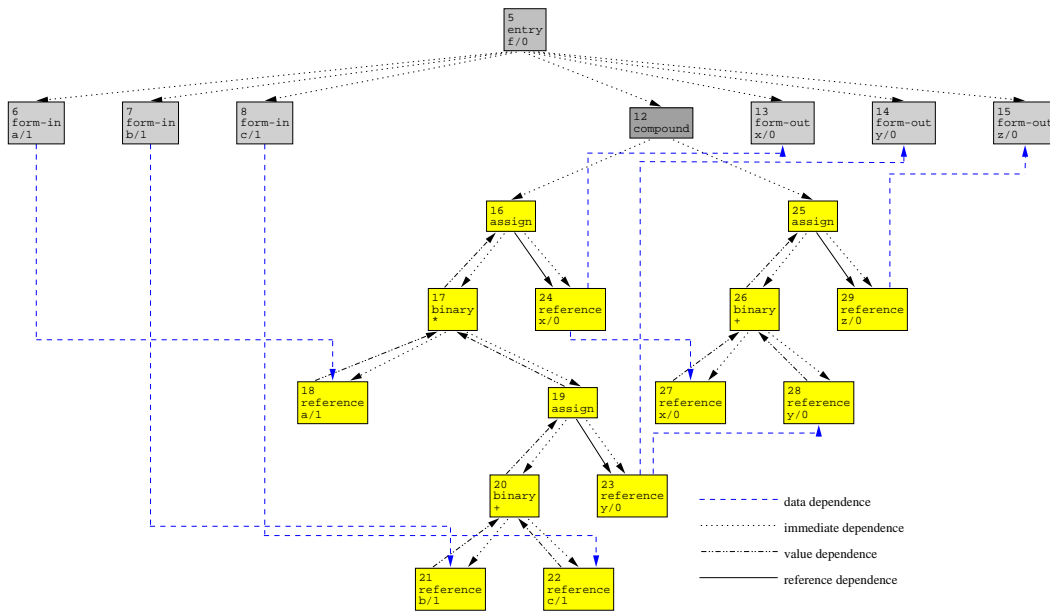 5
entry
f/0
6
form-in
a/1
7
form-in
b/1
8
form-in
c/1
12
compound
13
form-out
x/0
14
form-out
y/0
15
form-out
z/0
16
assign
25
assign
17
binary
*
24
reference
x/0
26
binary
+
29
reference
z/0
18
reference
a/1
19
assign
27
reference
x/0
28
reference
y/0
20
binary
+
23
reference
y/0
21
reference
b/1
22
reference
c/1
data dependence
immediate dependence
value dependence
reference dependence